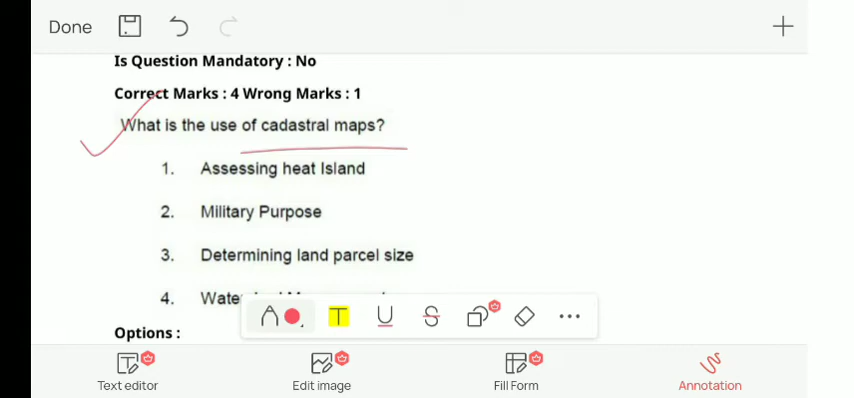 Done
Is Question Mandatory : No
Correct Marks : 4 Wrong Marks : 1
What is the use of cadastral maps?
1. Assessing heat Island
2. Military Purpose
3. Determining land parcel size
4.
Options :
Text editor
Edit image
Fill Form
Annotation